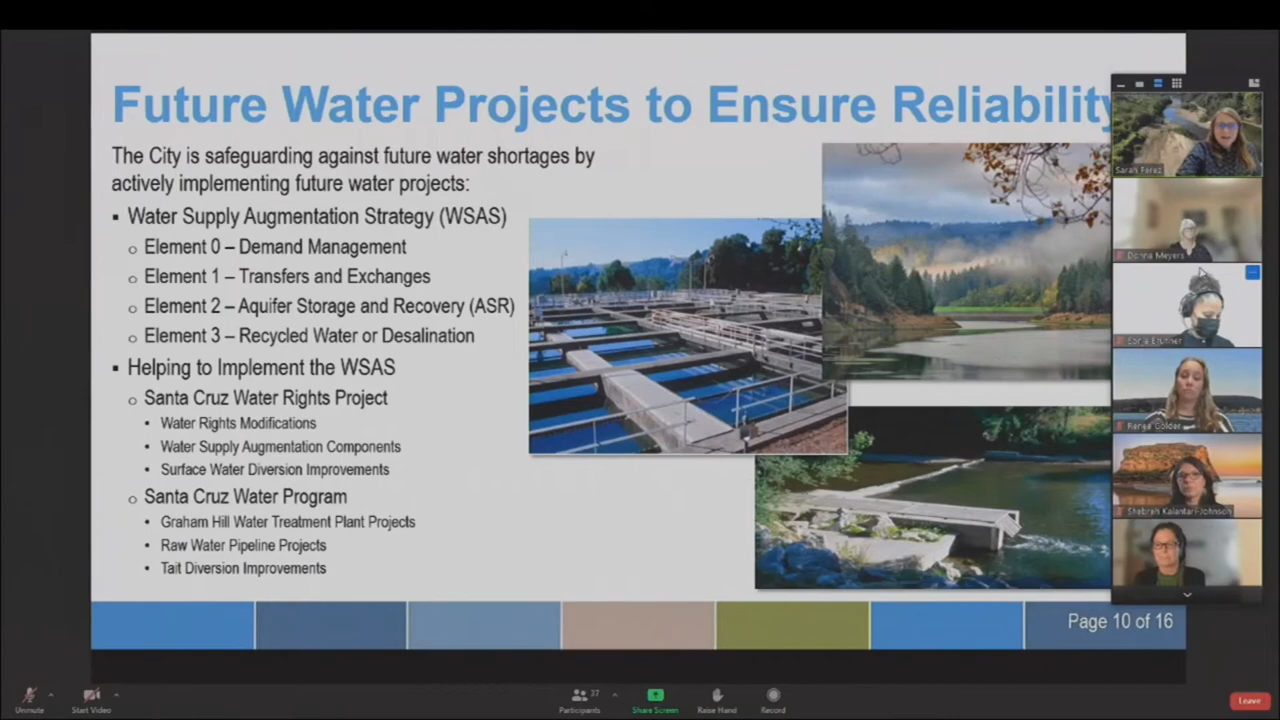 Future Water Projects to Ensure Reliability
The City is safeguarding against future water shortages by
actively implementing future water projects:
▪ Water Supply Augmentation Strategy (WSAS)
o Element 0 – Demand Management
o Element 1 – Transfers and Exchanges
o Element 2 – Aquifer Storage and Recovery (ASR)
o Element 3 – Recycled Water or Desalination
▪ Helping to Implement the WSAS
o Santa Cruz Water Rights Project
• Water Rights Modifications
• Water Supply Augmentation Components
• Surface Water Diversion Improvements
o Santa Cruz Water Program
• Graham Hill Water Treatment Plant Projects
• Raw Water Pipeline Projects
• Tait Diversion Improvements
Page 10 of 16
Sarah Perez
Donna Meyers
Sonja Brunner
Renee Golder
Shebreh Kalantari-Johnson
Unmute
Start Video
Participants
37
Share Screen
Raise Hand
Record
Leave